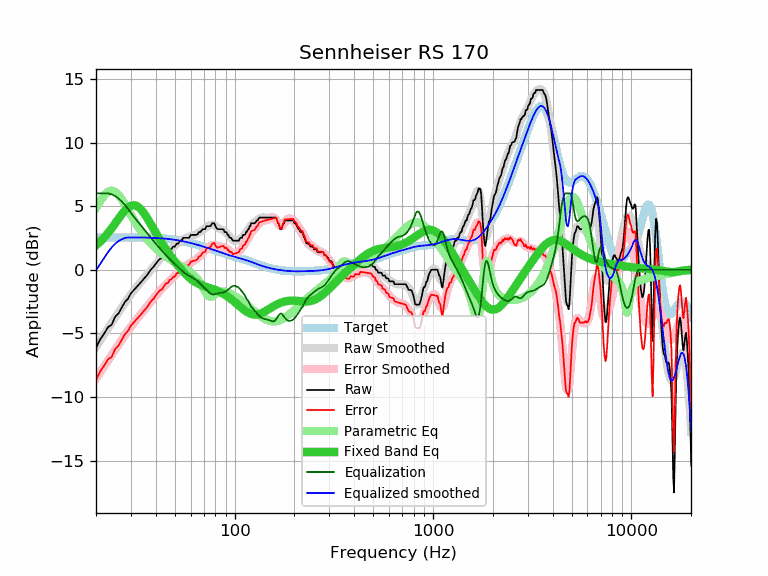 Sennheiser RS 170
15
10
5
0
−5
−10
−15
Amplitude (dBr)
Target
Raw Smoothed
Error Smoothed
Raw
Error
Parametric Eq
Fixed Band Eq
Equalization
Equalized smoothed
100 1000 10000
Frequency (Hz)